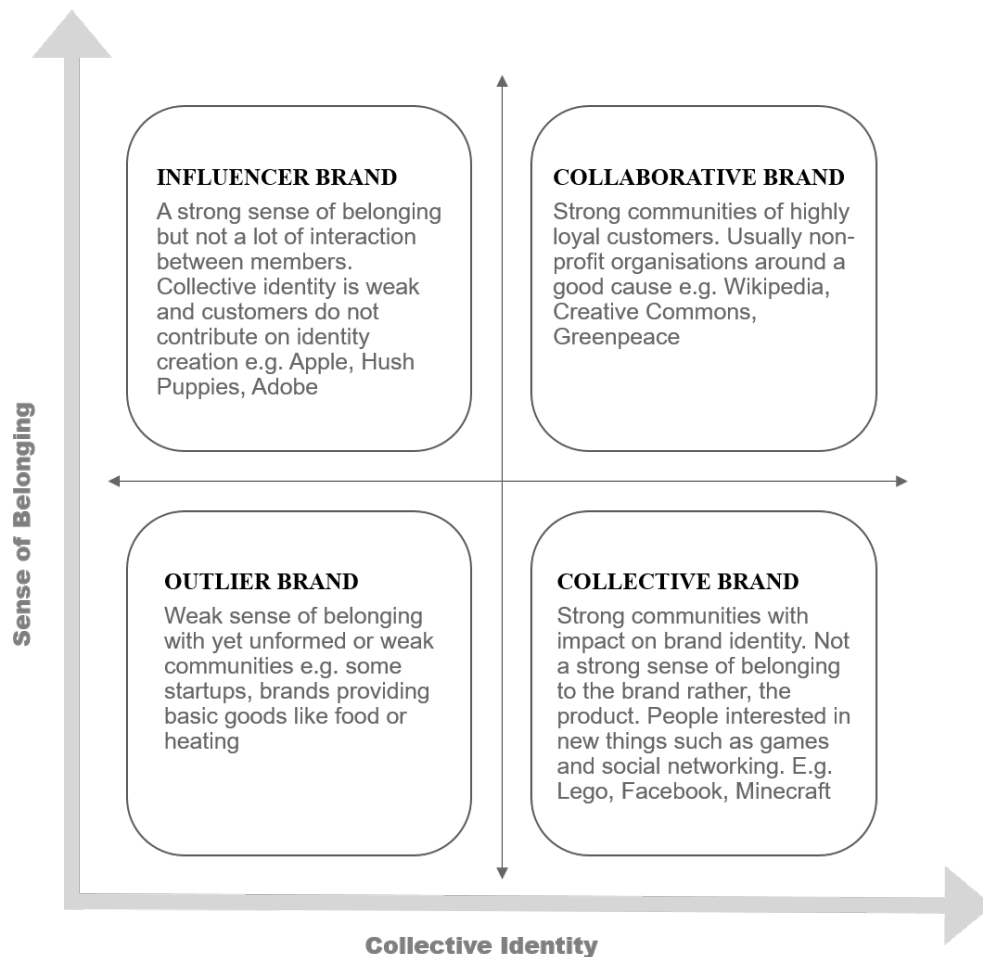 INFLUENCER BRAND
A strong sense of belonging
but not a lot of interaction
between members.
Collective identity is weak
and customers do not
contribute on identity
creation e.g. Apple, Hush
Puppies, Adobe
COLLABORATIVE BRAND
Strong communities of highly
loyal customers. Usually non-
profit organisations around a
good cause e.g. Wikipedia,
Creative Commons,
Greenpeace
Sense of Belonging
OUTLIER BRAND
Weak sense of belonging
with yet unformed or weak
communities e.g. some
startups, brands providing
basic goods like food or
heating
COLLECTIVE BRAND
Strong communities with
impact on brand identity. Not
a strong sense of belonging
to the brand rather, the
product. People interested in
new things such as games
and social networking. E.g.
Lego, Facebook, Minecraft
Collective Identity